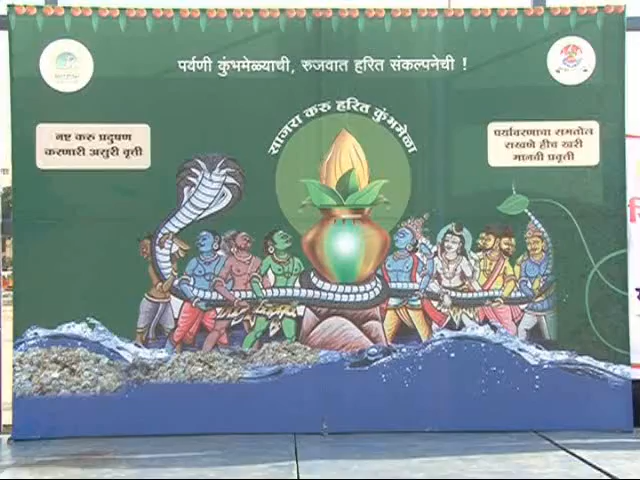 पर्वणी कुंभमेळ्याची, रुजवात हरित संकल्पनेची !
साजरा करु हरित कुंभमेळा
नष्ट करु प्रदुषण
करणारी असुरी वृत्ती
पर्यावरणाचा समतोल
राखणे हीच खरी
मानवी प्रवृत्ती